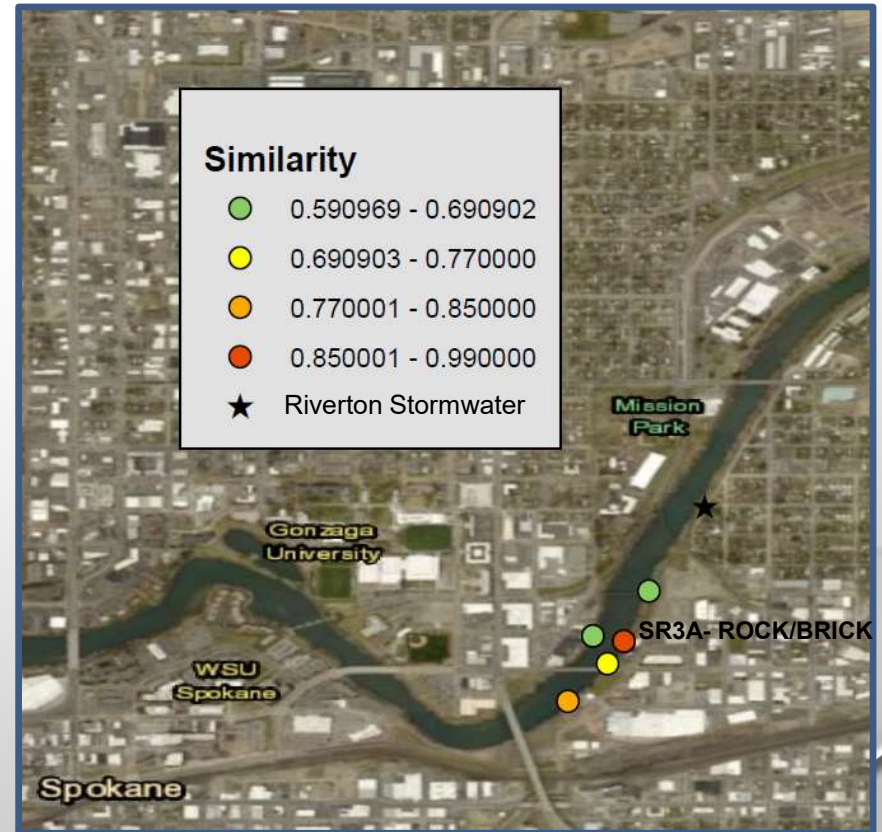 Similarity
0.590969 - 0.690902
0.690903 - 0.770000
0.770001 - 0.850000
0.850001 - 0.990000
Riverton Stormwater
Mission
Park
Gonzaga
University
SR3A- ROCK/BRICK
WSU
Spokane
Spokane